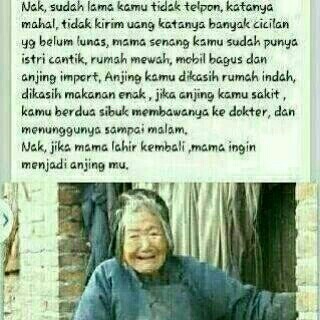 Nak, sudah lama kamu tidak telpon, katanya
mahal, tidak kirim uang katanya banyak cicilan
yg belum lunas, mama senang kamu sudah punya
istri cantik, rumah mewah, mobil bagus dan
anjing import, Anjing kamu dikasih rumah indah,
dikasih makanan enak, jika anjing kamu sakit ,
kamu berdua sibuk membawanya ke dokter, dan
menunggunya sampai malam.
Nak, jika mama lahir kembali ,mama ingin
menjadi anjing mu.